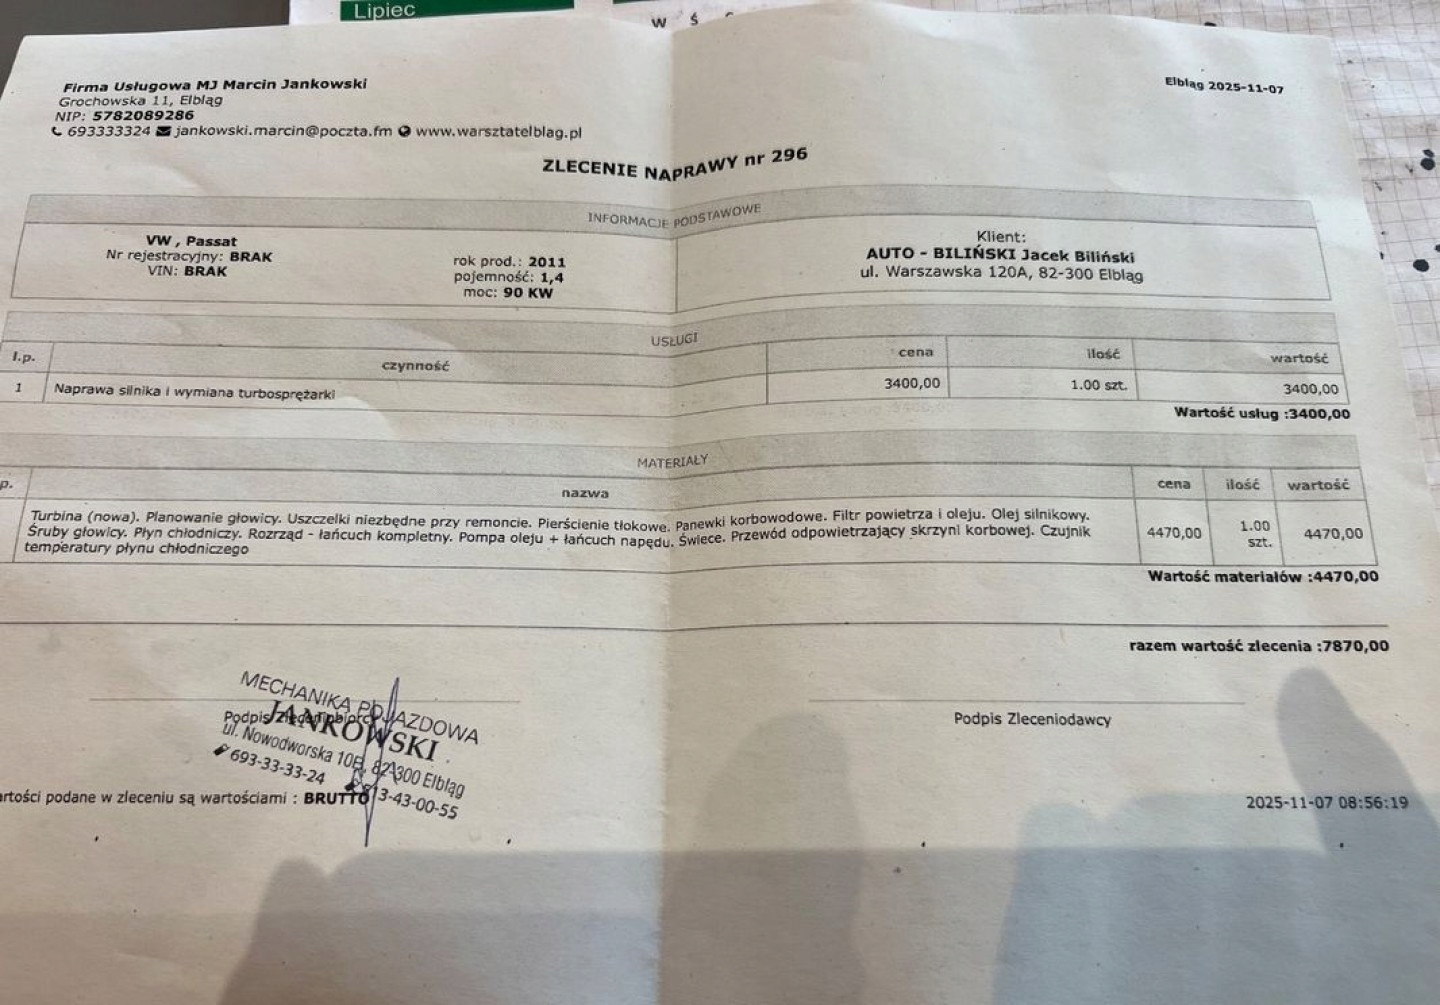 Lipiec
W Ś
Firma Usługowa MJ Marcin Jankowski
Grochowska 11, Elbląg
NIP: 5782089286
693333324 jankowski.marcin@poczta.fm www.warsztatelblag.pl
Elbląg 2025-11-07
ZLECENIE NAPRAWY nr 296
INFORMACJE PODSTAWOWE
VW , Passat
Nr rejestracyjny: BRAK
VIN: BRAK
rok prod.: 2011
pojemność: 1,4
moc: 90 KW
Klient:
AUTO - BILIŃSKI Jacek Biliński
ul. Warszawska 120A, 82-300 Elbląg
USŁUGI
l.p. czynność cena ilość wartość
1 Naprawa silnika i wymiana turbosprężarki 3400,00 1.00 szt. 3400,00
Wartość usług :3400,00
MATERIAŁY
p. nazwa cena ilość wartość
Turbina (nowa). Planowanie głowicy. Uszczelki niezbędne przy remoncie. Pierścienie tłokowe. Panewki korbowodowe. Filtr powietrza i oleju. Olej silnikowy.
Śruby głowicy. Płyn chłodniczy. Rozrząd - łańcuch kompletny. Pompa oleju + łańcuch napędu. Świece. Przewód odpowietrzający skrzyni korbowej. Czujnik
temperatury płynu chłodniczego
4470,00 1.00 szt. 4470,00
Wartość materiałów :4470,00
razem wartość zlecenia :7870,00
Podpis Zleceniobiorcy
MECHANIKA POJAZDOWA
JANKOWSKI
ul. Nowodworska 10B, 82-300 Elbląg
693-33-33-24
513-43-00-55
Podpis Zleceniodawcy
artości podane w zleceniu są wartościami : BRUTTO
2025-11-07 08:56:19